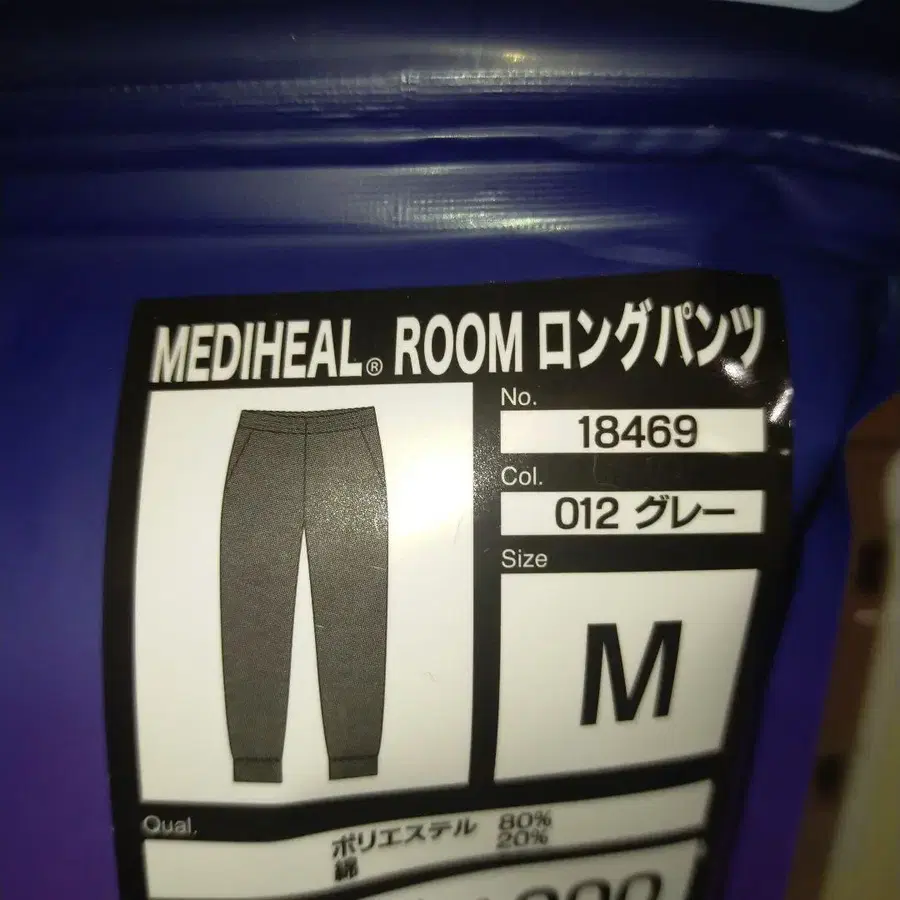 MEDIHEAL® ROOM ロングパンツ
No.
18469
Col.
012 グレー
Size
M
Qual.
ポリエステル 80%
綿 20%